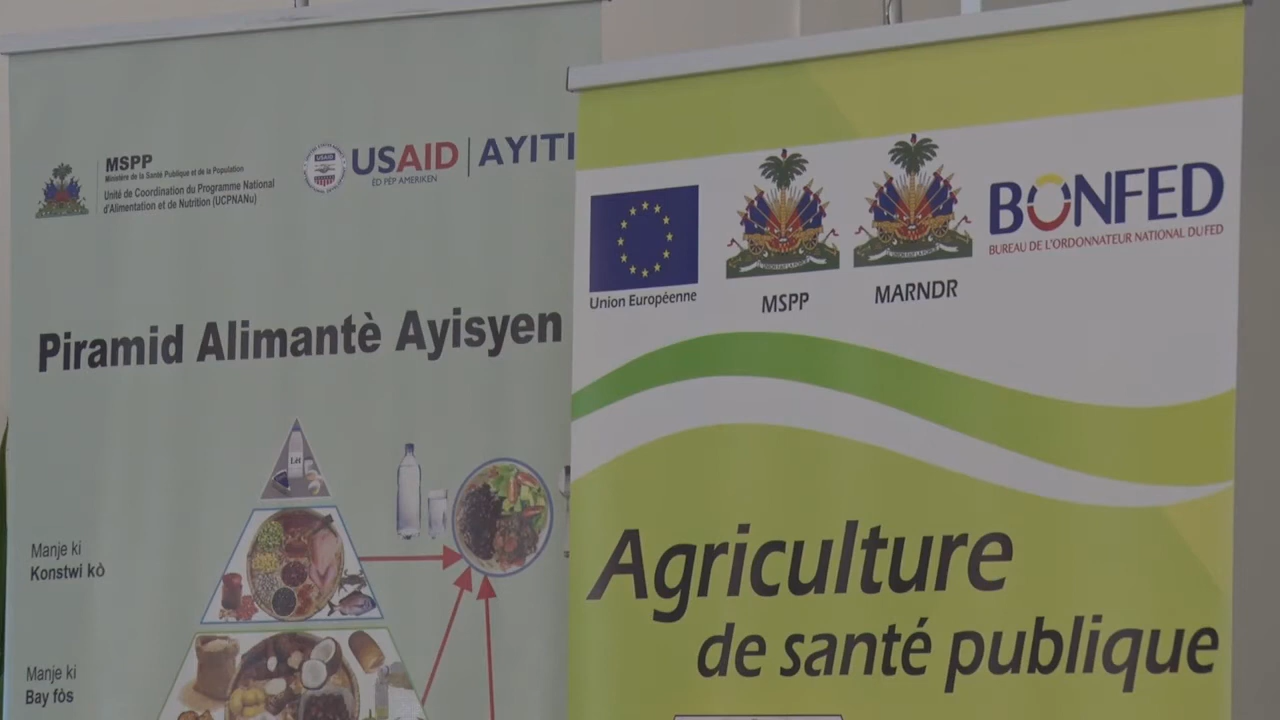 MSPP
Ministère de la Santé Publique et de la Population
Unité de Coordination du Programme National
d'Alimentation et de Nutrition (UCPNANu)
USAID
USAID | AYITI
ED PÈP AMERIKEN
Piramid Alimantè Ayisyen
Lèt
Manje ki
Konstwi kò
Manje ki
Bay fòs
Union Européenne
MSPP
MARNDR
BONFED
BUREAU DE L'ORDONNATEUR NATIONAL DU FED
Agriculture
de santé publique